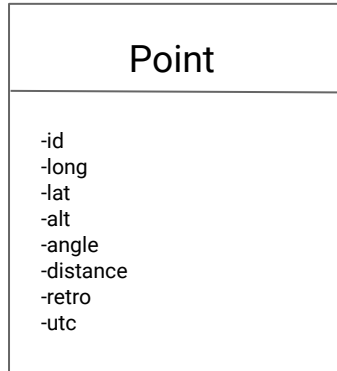 Point
-id
-long
-lat
-alt
-angle
-distance
-retro
-utc